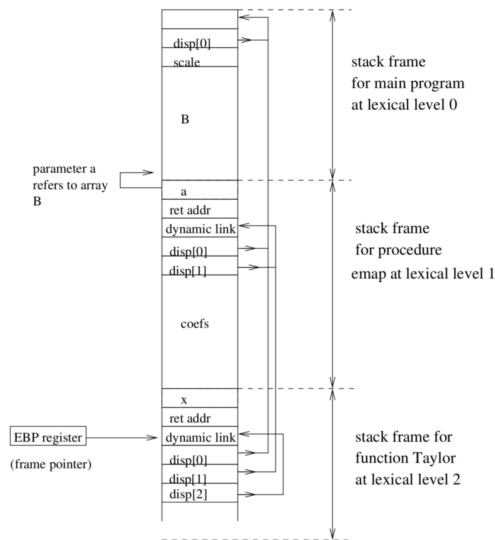 disp[0]
scale
B
stack frame
for main program
at lexical level 0
parameter a
refers to array
B
a
ret addr
dynamic link
disp[0]
disp[1]
coefs
stack frame
for procedure
emap at lexical level 1
x
ret addr
dynamic link
disp[0]
disp[1]
disp[2]
EBP register
(frame pointer)
stack frame for
function Taylor
at lexical level 2